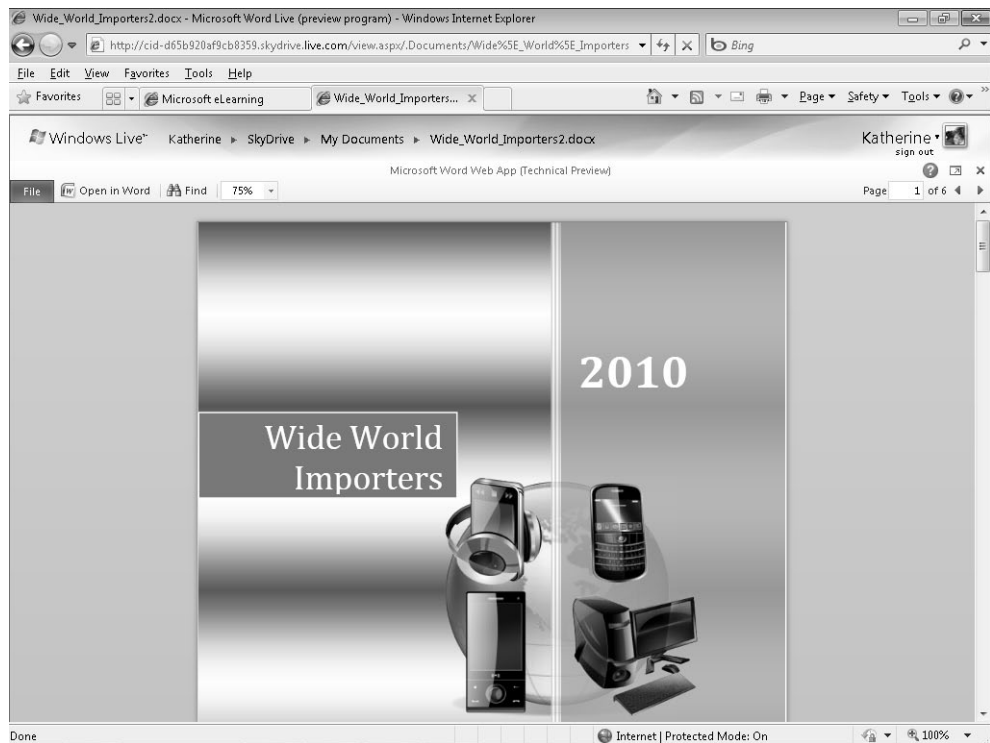 Wide_World_Importers2.docx - Microsoft Word Live (preview program) - Windows Internet Explorer
http://cid-d65b920af9cb8359.skydrive.live.com/view.aspx/.Documents/Wide%5E_World%5E_Importers
Bing
File Edit View Favorites Tools Help
Favorites Microsoft eLearning Wide_World_Importers... Page Safety Tools
Windows Live Katherine SkyDrive My Documents Wide_World_Importers2.docx Katherine
sign out
Microsoft Word Web App (Technical Preview)
File Open in Word Find 75% Page 1 of 6
2010
Wide World
Importers
Done Internet | Protected Mode: On 100%